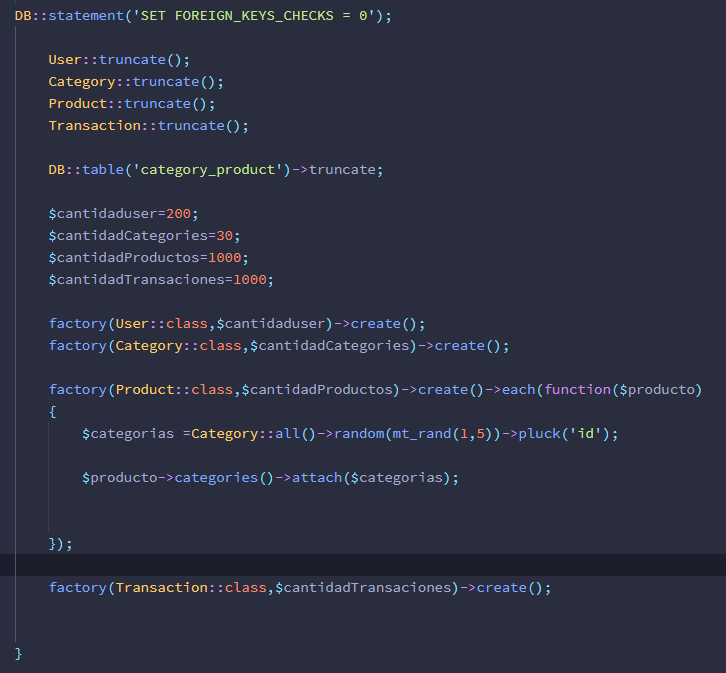 DB::statement('SET FOREIGN_KEYS_CHECKS = 0');
User::truncate();
Category::truncate();
Product::truncate();
Transaction::truncate();
DB::table('category_product')->truncate;
$cantidaduser=200;
$cantidadCategories=30;
$cantidadProductos=1000;
$cantidadTransaciones=1000;
factory(User::class,$cantidaduser)->create();
factory(Category::class,$cantidadCategories)->create();
factory(Product::class,$cantidadProductos)->create()->each(function($producto)
{
$categorias =Category::all()->random(mt_rand(1,5))->pluck('id');
$producto->categories()->attach($categorias);
});
factory(Transaction::class,$cantidadTransaciones)->create();
}